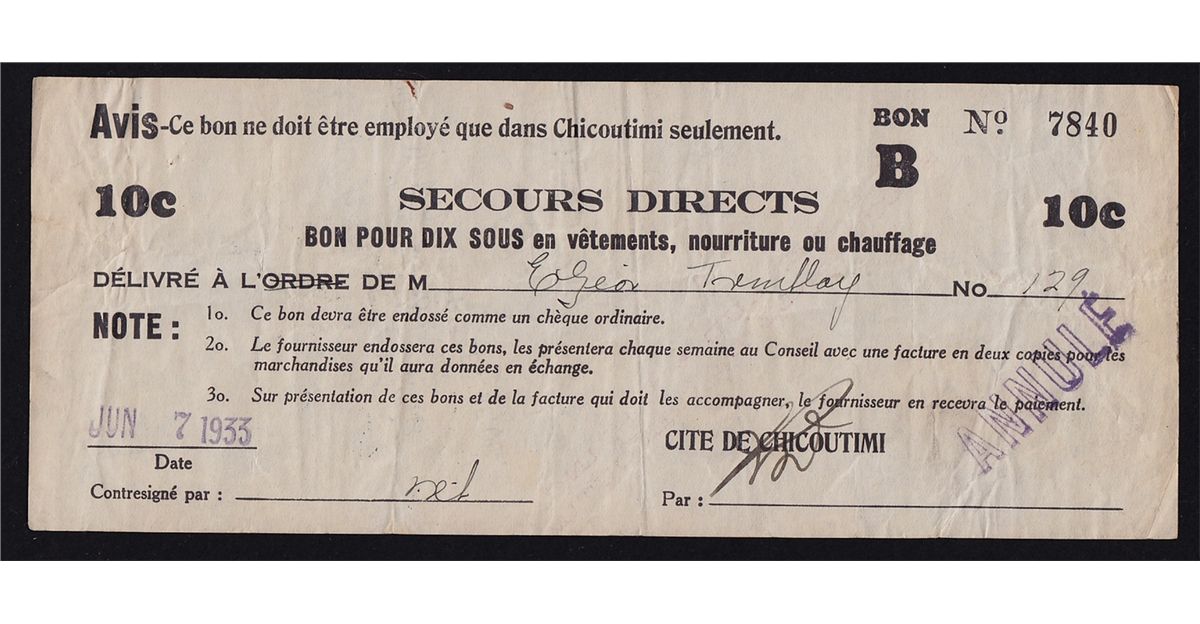 Avis-Ce bon ne doit être employé que dans Chicoutimi seulement.
BON Nº 7840
B
10c SECOURS DIRECTS 10c
BON POUR DIX SOUS en vêtements, nourriture ou chauffage
DÉLIVRÉ À L'ORDRE DE M Tremblay No 129
NOTE : 1o. Ce bon devra être endossé comme un chèque ordinaire.
2o. Le fournisseur endossera ces bons, les présentera chaque semaine au Conseil avec une facture en deux copies pour les
marchandises qu'il aura données en échange.
3o. Sur présentation de ces bons et de la facture qui doit les accompagner, le fournisseur en recevra le paiement.
ANNULÉ
JUN 7 1933
Date
CITE DE CHICOUTIMI
Contresigné par :
Par :